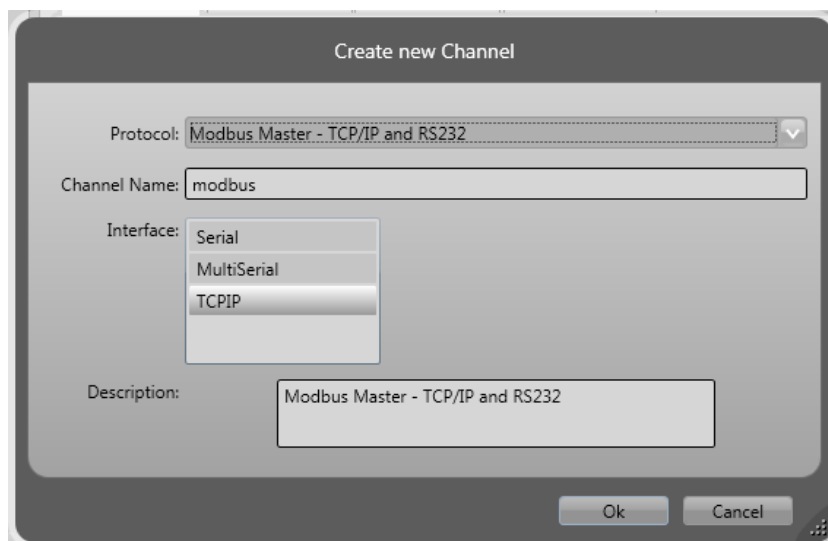 Create new Channel
Protocol: Modbus Master - TCP/IP and RS232
Channel Name: modbus
Interface: Serial
MultiSerial
TCPIP
Description: Modbus Master - TCP/IP and RS232
Ok Cancel